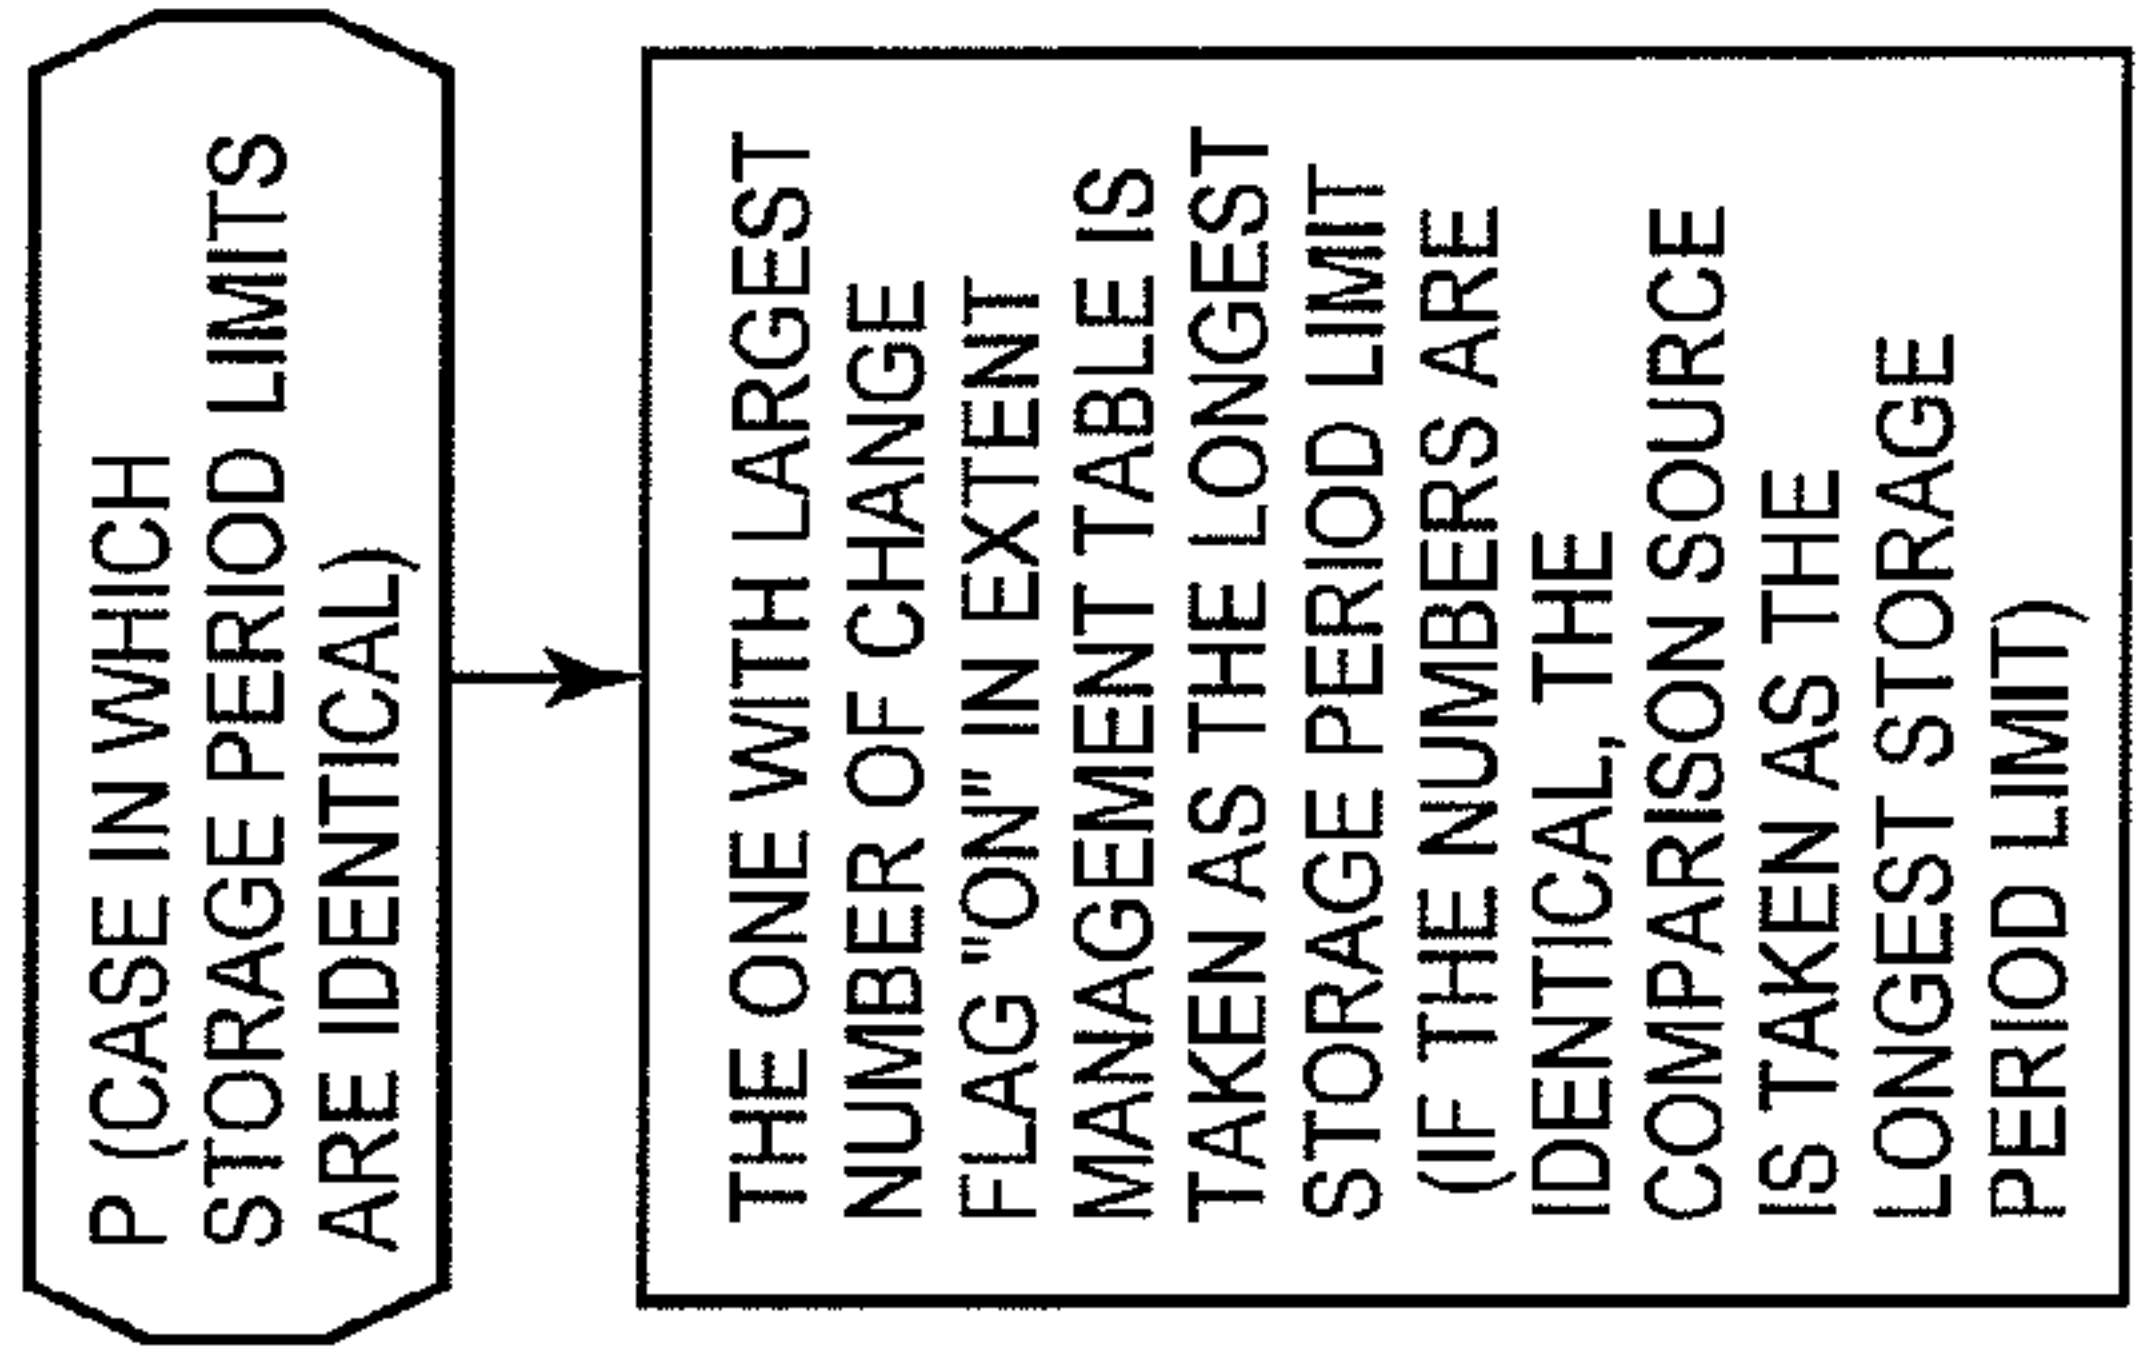 P (CASE IN WHICH
STORAGE PERIOD LIMITS
ARE IDENTICAL)
THE ONE WITH LARGEST
NUMBER OF CHANGE
FLAG "ON" IN EXTENT
MANAGEMENT TABLE IS
TAKEN AS THE LONGEST
STORAGE PERIOD LIMIT
(IF THE NUMBERS ARE
IDENTICAL, THE
COMPARISON SOURCE
IS TAKEN AS THE
LONGEST STORAGE
PERIOD LIMIT)